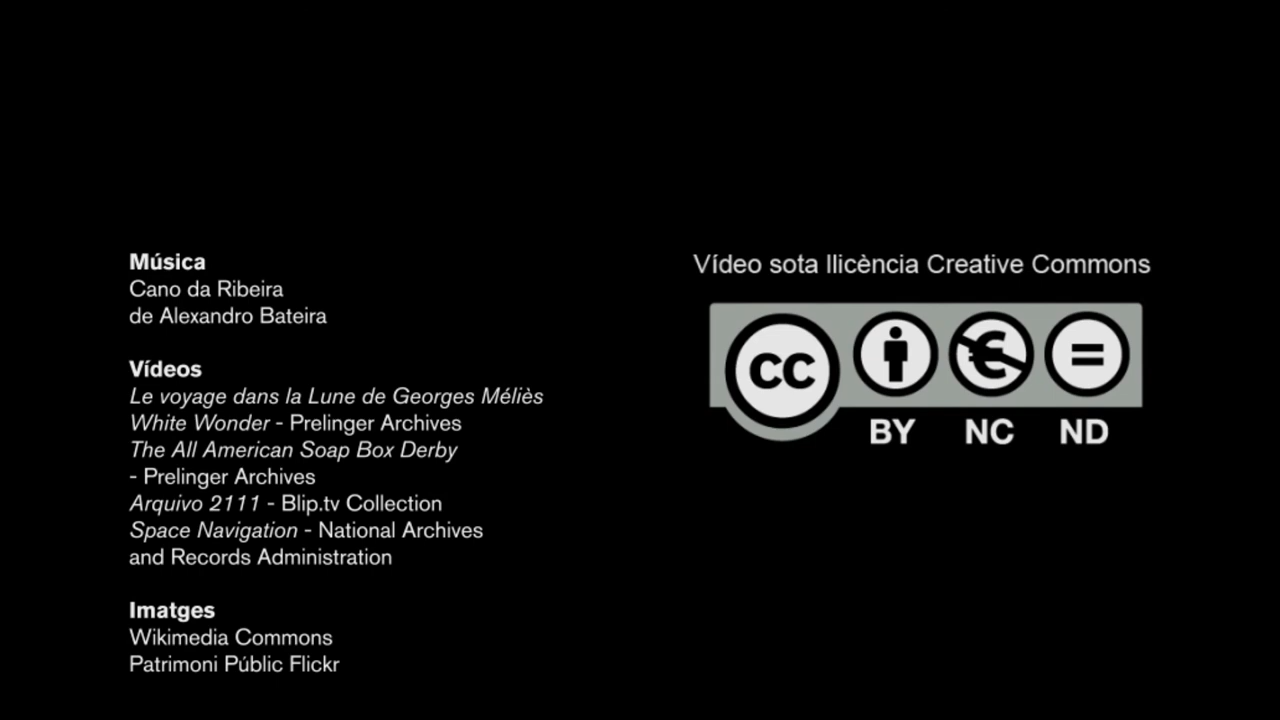 Música
Cano da Ribeira
de Alexandro Bateira
Vídeos
Le voyage dans la Lune de Georges Méliès
White Wonder - Prelinger Archives
The All American Soap Box Derby
- Prelinger Archives
Arquivo 2111 - Blip.tv Collection
Space Navigation - National Archives
and Records Administration
Imatges
Wikimedia Commons
Patrimoni Públic Flickr
Vídeo sota llicència Creative Commons
cc
BY NC ND